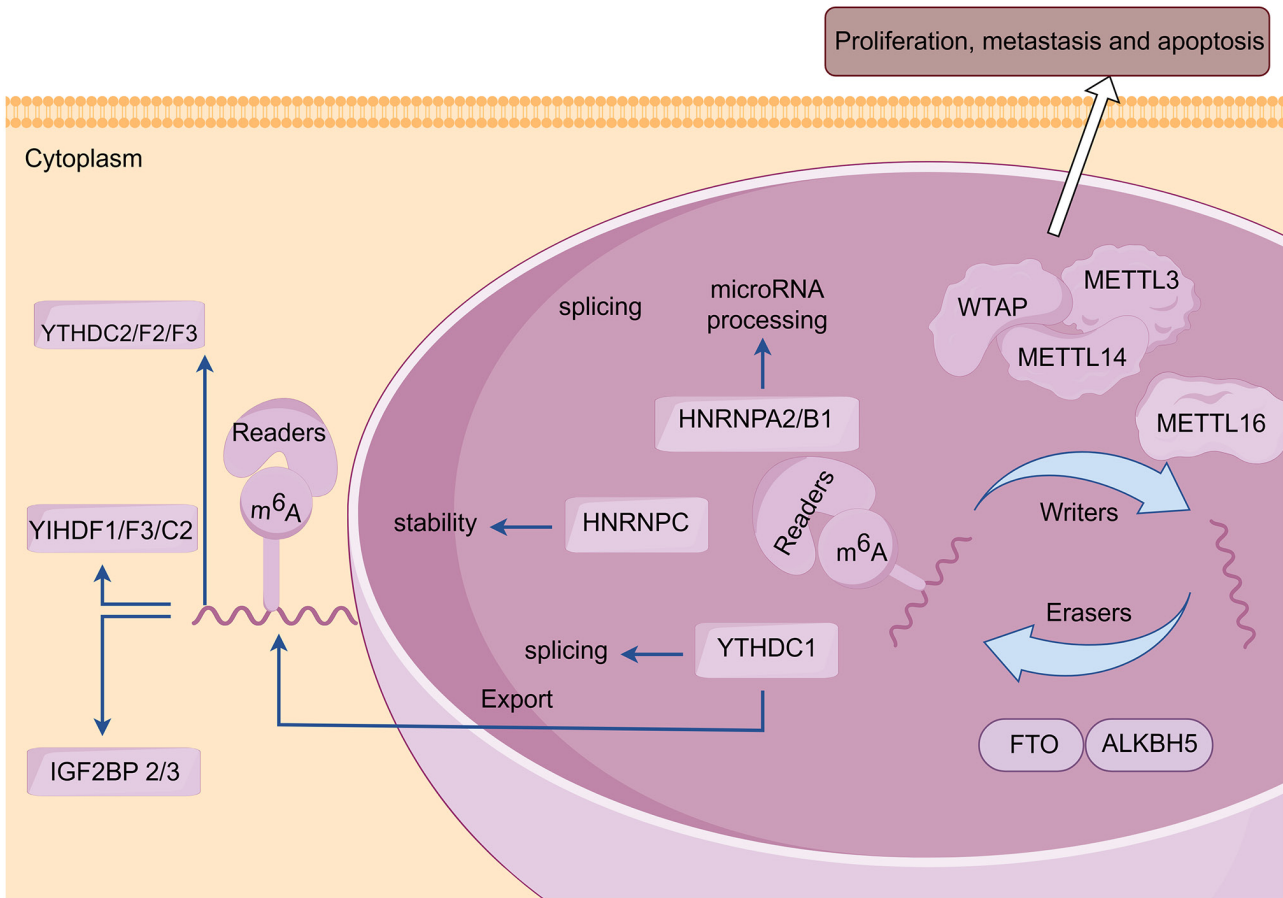 Proliferation, metastasis and apoptosis
Cytoplasm
splicing
microRNA
processing
WTAP
METTL3
METTL14
METTL16
YTHDC2/F2/F3
Readers
m⁶A
HNRNPA2/B1
Readers
m⁶A
Writers
YIHDF1/F3/C2
stability
HNRNPC
Erasers
splicing
YTHDC1
Export
IGF2BP 2/3
FTO
ALKBH5